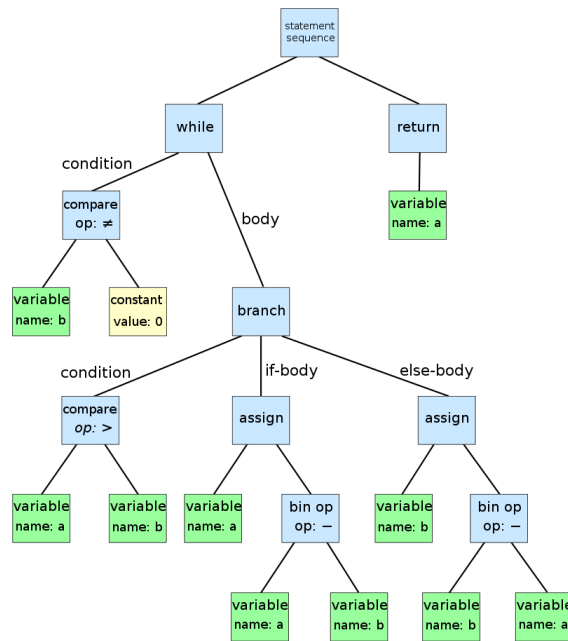 statement
sequence
while
return
condition
body
compare
op: ≠
variable
name: a
variable
name: b
constant
value: 0
branch
condition
if-body
else-body
compare
op: >
assign
assign
variable
name: a
variable
name: b
variable
name: a
bin op
op: −
variable
name: b
bin op
op: −
variable
name: a
variable
name: b
variable
name: b
variable
name: a